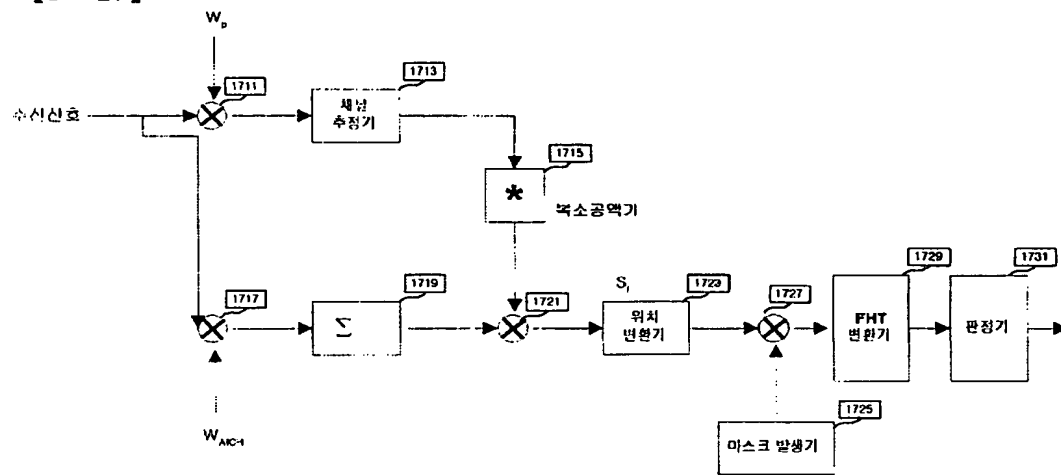 W_p
1711
1713
수신신호
채널
추정기
1715
*
복소공액기
1717
1719
Σ
1721
S_i
1723
위치
변환기
1727
1729
FHT
변환기
1731
판정기
W_AICH
1725
마스크 발생기